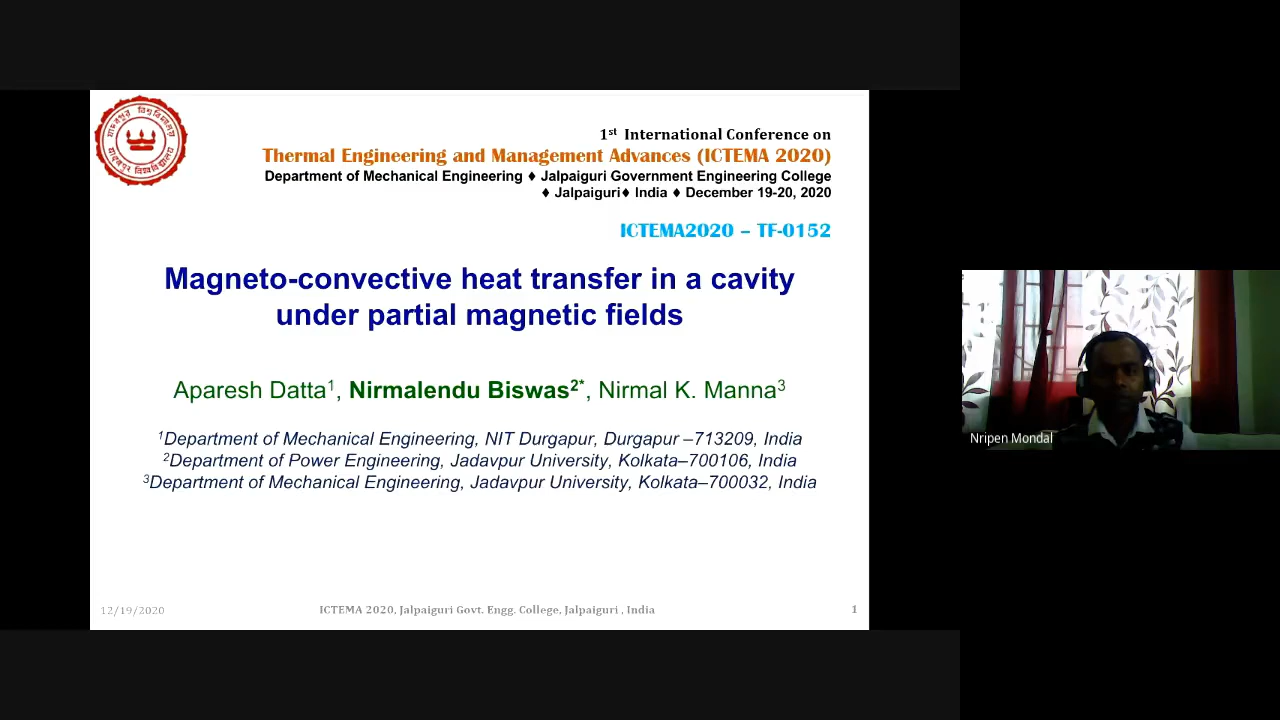 যাদবপুর বিশ্ববিদ্যালয়
1st International Conference on
Thermal Engineering and Management Advances (ICTEMA 2020)
Department of Mechanical Engineering ♦ Jalpaiguri Government Engineering College
♦ Jalpaiguri♦ India ♦ December 19-20, 2020
ICTEMA2020 – TF-0152
Magneto-convective heat transfer in a cavity
under partial magnetic fields
Aparesh Datta1, Nirmalendu Biswas2*, Nirmal K. Manna3
1Department of Mechanical Engineering, NIT Durgapur, Durgapur –713209, India
2Department of Power Engineering, Jadavpur University, Kolkata–700106, India
3Department of Mechanical Engineering, Jadavpur University, Kolkata–700032, India
Nripen Mondal
12/19/2020
ICTEMA 2020, Jalpaiguri Govt. Engg. College, Jalpaiguri , India
1